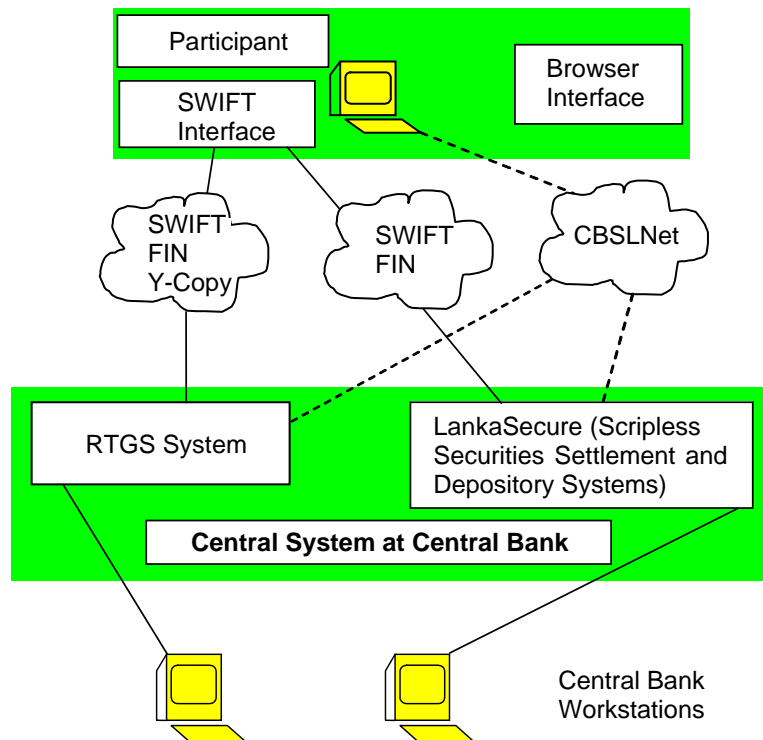 Participant
SWIFT
Interface
Browser
Interface
SWIFT
FIN
Y-Copy
SWIFT
FIN
CBSLNet
RTGS System
LankaSecure (Scripless
Securities Settlement and
Depository Systems)
Central System at Central Bank
Central Bank
Workstations